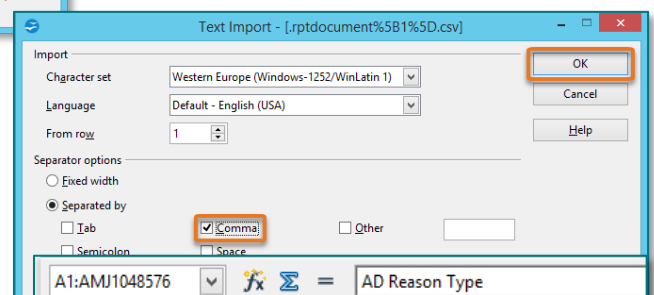 Text Import - [.rptdocument%5B1%5D.csv]
Import
OK
Character set Western Europe (Windows-1252/WinLatin 1)
Cancel
Language Default - English (USA)
From row 1 Help
Separator options
Fixed width
Separated by
Tab Comma Other
Semicolon Space
A1:AMJ1048576 fx Σ = AD Reason Type